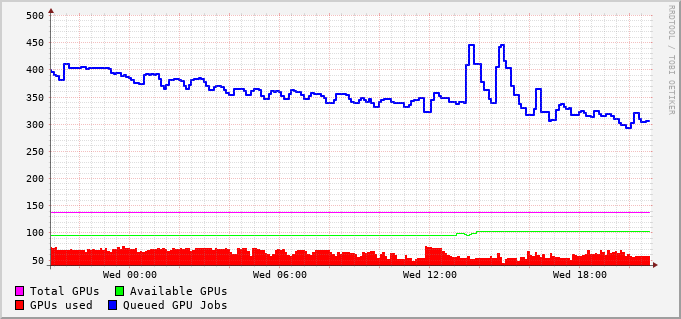 500
450
400
350
300
250
200
150
100
50
Wed 00:00 Wed 06:00 Wed 12:00 Wed 18:00
Total GPUs Available GPUs
GPUs used Queued GPU Jobs
RRDTOOL / TOBI OETIKER